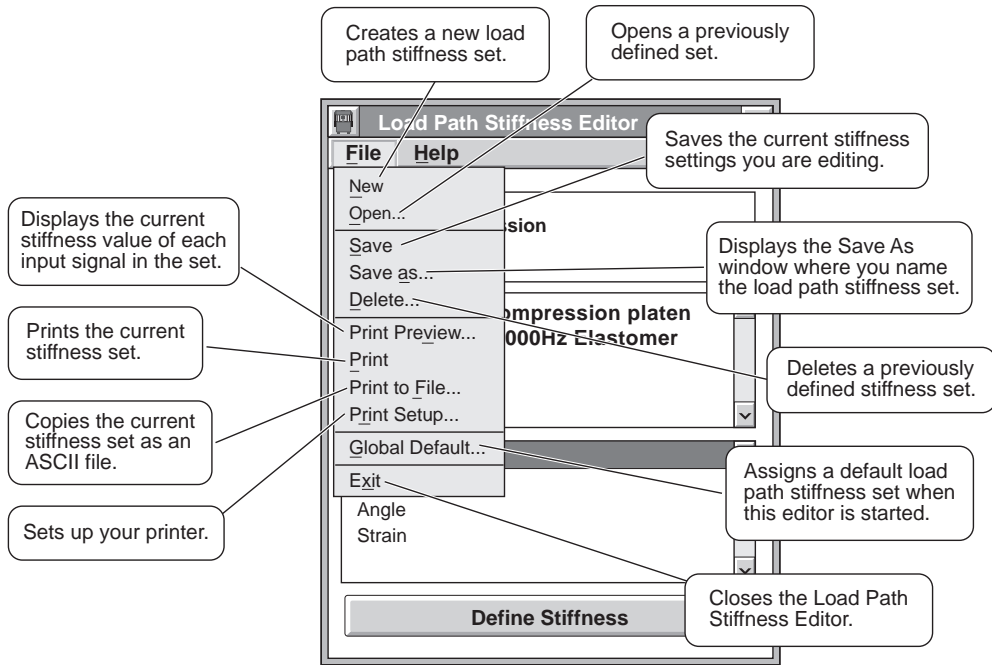 Creates a new load
path stiffness set.
Opens a previously
defined set.
Load Path Stiffness Editor
File Help
Saves the current stiffness
settings you are editing.
New
Open...
Save
Save as...
Delete...
Print Preview...
Print
Print to File...
Print Setup...
Global Default...
Exit
Displays the current
stiffness value of each
input signal in the set.
Prints the current
stiffness set.
Copies the current
stiffness set as an
ASCII file.
Sets up your printer.
Displays the Save As
window where you name
the load path stiffness set.
mpression platen
000Hz Elastomer
Deletes a previously
defined stiffness set.
Assigns a default load
path stiffness set when
this editor is started.
Angle
Strain
Closes the Load Path
Stiffness Editor.
Define Stiffness